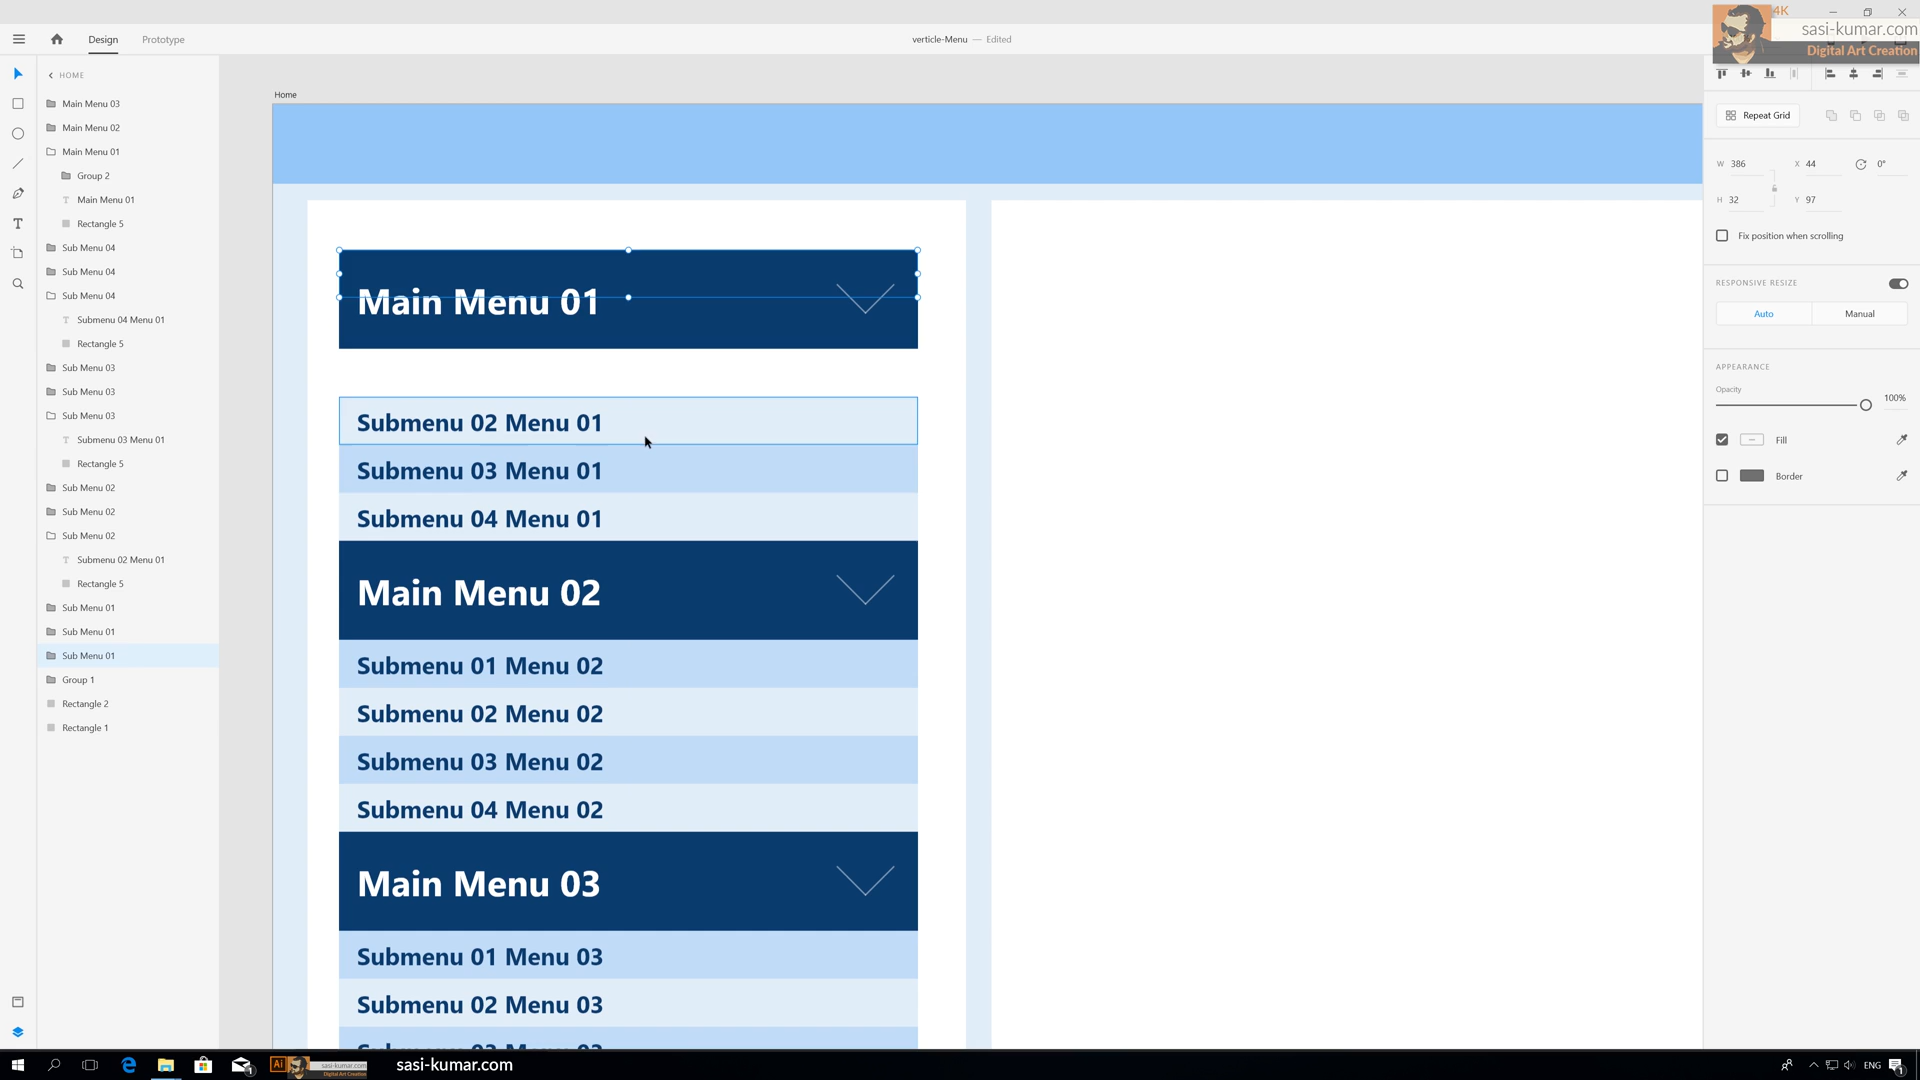 4K
sasi-kumar.com
Digital Art Creation
Design
Prototype
verticle-Menu — Edited
HOME
Main Menu 03
Main Menu 02
Main Menu 01
Group 2
Main Menu 01
Rectangle 5
Sub Menu 04
Sub Menu 04
Sub Menu 04
Submenu 04 Menu 01
Rectangle 5
Sub Menu 03
Sub Menu 03
Sub Menu 03
Submenu 03 Menu 01
Rectangle 5
Sub Menu 02
Sub Menu 02
Sub Menu 02
Submenu 02 Menu 01
Rectangle 5
Sub Menu 01
Sub Menu 01
Sub Menu 01
Group 1
Rectangle 2
Rectangle 1
Home
Main Menu 01
Submenu 02 Menu 01
Submenu 03 Menu 01
Submenu 04 Menu 01
Main Menu 02
Submenu 01 Menu 02
Submenu 02 Menu 02
Submenu 03 Menu 02
Submenu 04 Menu 02
Main Menu 03
Submenu 01 Menu 03
Submenu 02 Menu 03
Repeat Grid
W 386 X 44 0°
H 32 Y 97
Fix position when scrolling
RESPONSIVE RESIZE
Auto
Manual
APPEARANCE
Opacity
100%
Fill
Border
Ai
sasi-kumar.com
Digital Art Creation
sasi-kumar.com
ENG